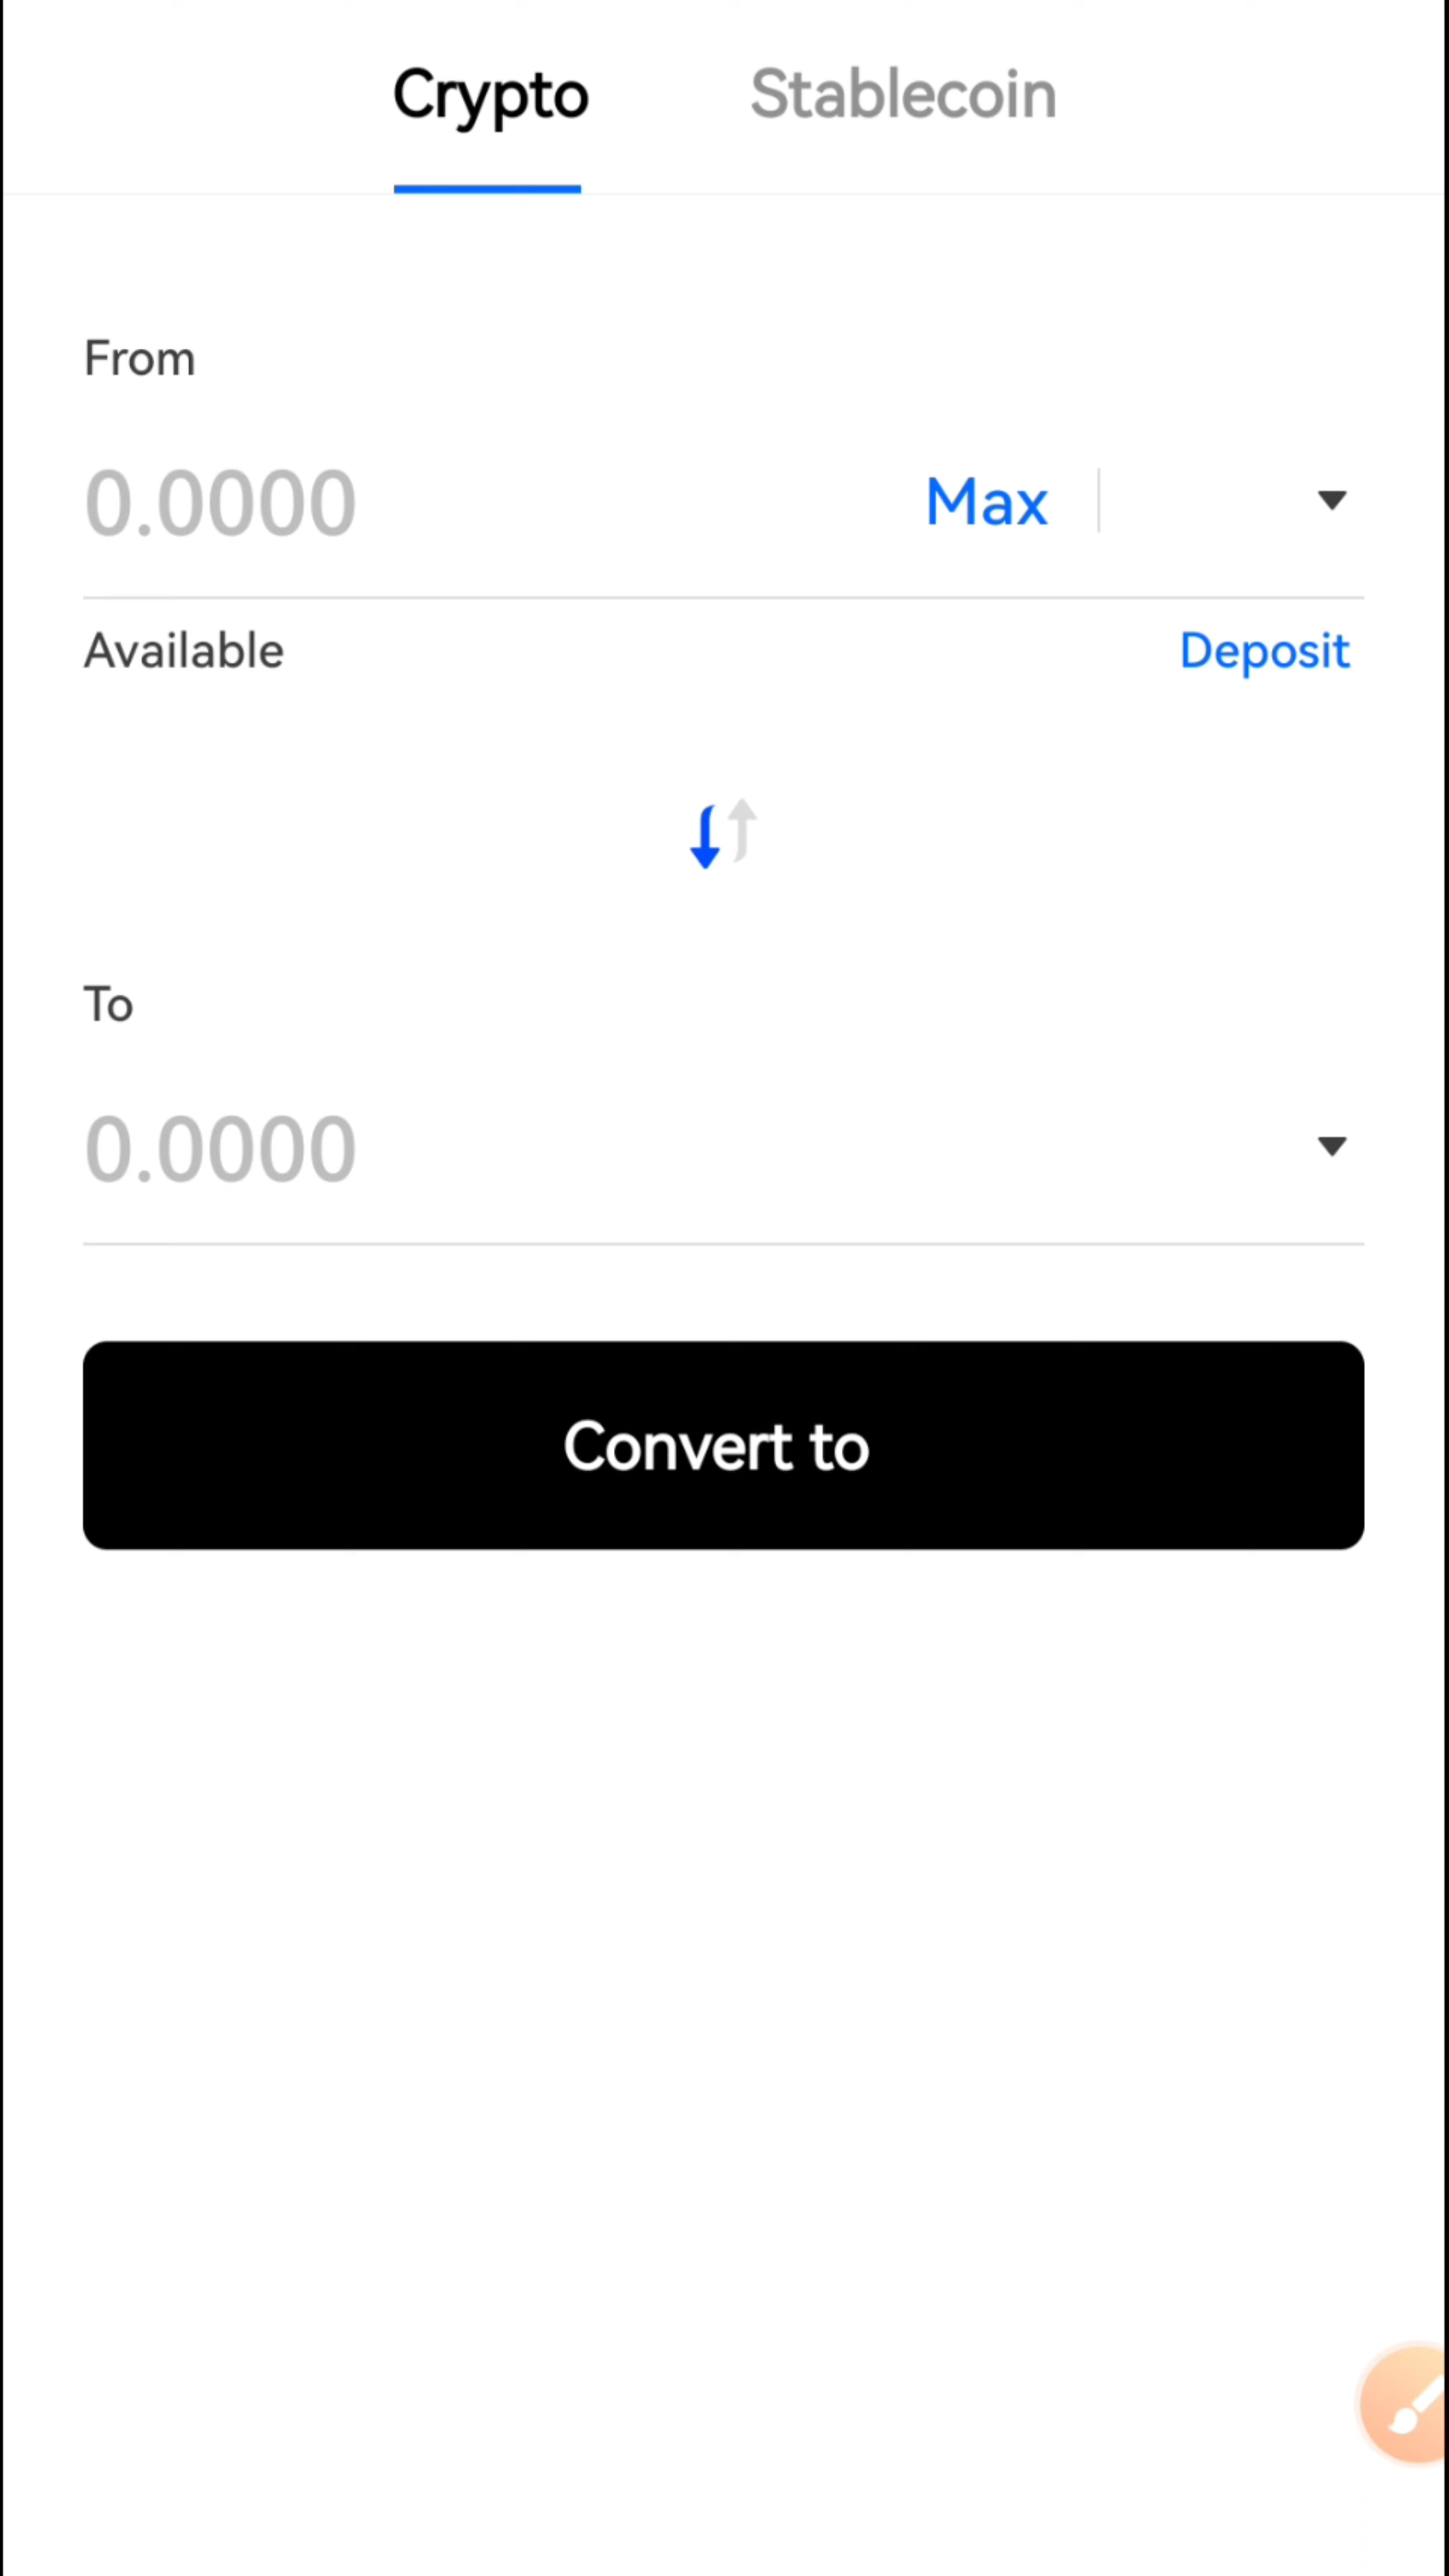 Crypto Stablecoin
From
0.0000 Max
Available Deposit
To
0.0000
Convert to